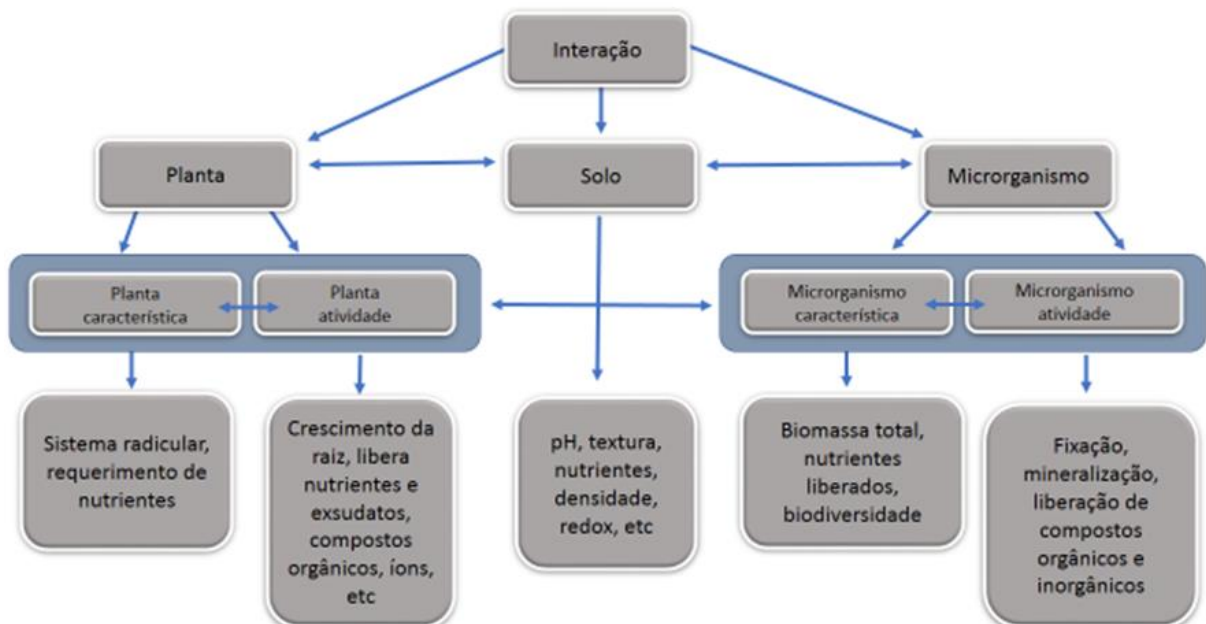 Interação
Planta
Solo
Microrganismo
Planta
característica
Planta
atividade
Microrganismo
característica
Microrganismo
atividade
Sistema radicular,
requerimento de
nutrientes
Crescimento da
raiz, libera
nutrientes e
exsudatos,
compostos
orgânicos, íons,
etc
pH, textura,
nutrientes,
densidade,
redox, etc
Biomassa total,
nutrientes
liberados,
biodiversidade
Fixação,
mineralização,
liberação de
compostos
orgânicos e
inorgânicos